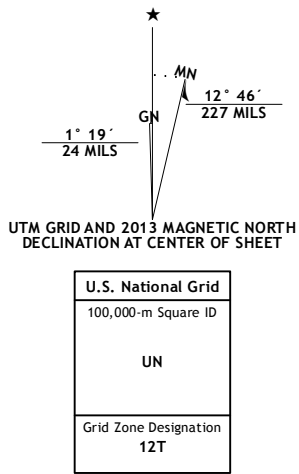 MN
GN
12° 46´
227 MILS
1° 19´
24 MILS
UTM GRID AND 2013 MAGNETIC NORTH
DECLINATION AT CENTER OF SHEET
U.S. National Grid
100,000-m Square ID
UN
Grid Zone Designation
12T